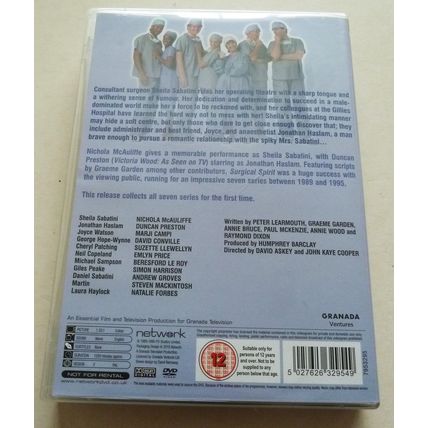 Consultant surgeon Sheila Sabatini rules her operating theatre with a sharp tongue and
a withering sense of humour. Her dedication and determination to succeed in a male-
dominated world make her a force to be reckoned with, and her colleagues at the Gillies
Hospital have learned the hard way not to mess with her! Sheila's intimidating manner
may hide a soft centre, but only those who dare to get close enough discover that; they
include administrator and best friend, Joyce, and anaesthetist Jonathan Haslam, a man
brave enough to pursue a romantic relationship with the spiky Mrs. Sabatini...
Nichola McAuliffe gives a memorable performance as Sheila Sabatini, with Duncan
Preston (Victoria Wood: As Seen on TV) starring as Jonathan Haslam. Featuring scripts
by Graeme Garden among other contributors, Surgical Spirit was a huge success with
the viewing public, running for an impressive seven series between 1989 and 1995.
This release collects all seven series for the first time.
Sheila Sabatini NICHOLA McAULIFFE
Jonathan Haslam DUNCAN PRESTON
Joyce Watson MARJI CAMPI
George Hope-Wynne DAVID CONVILLE
Cheryl Patching SUZETTE LLEWELLYN
Neil Copeland EMLYN PRICE
Michael Sampson BERESFORD LE ROY
Giles Peake SIMON HARRISON
Daniel Sabatini ANDREW GROVES
Martin STEVEN MACKINTOSH
Laura Haylock NATALIE FORBES
Written by PETER LEARMOUTH, GRAEME GARDEN,
ANNIE BRUCE, PAUL McKENZIE, ANNIE WOOD and
RAYMOND DIXON
Produced by HUMPHREY BARCLAY
Directed by DAVID ASKEY and JOHN KAYE COOPER
An Essential Film and Television Production for Granada Television
GRANADA
Ventures
network
NOT FOR RENTAL
www.networkdvd.co.uk
DVD
12
Suitable only for
persons of 12 years
and over. Not to be
supplied to any
person below that
age.
5 027626 329549
7953295